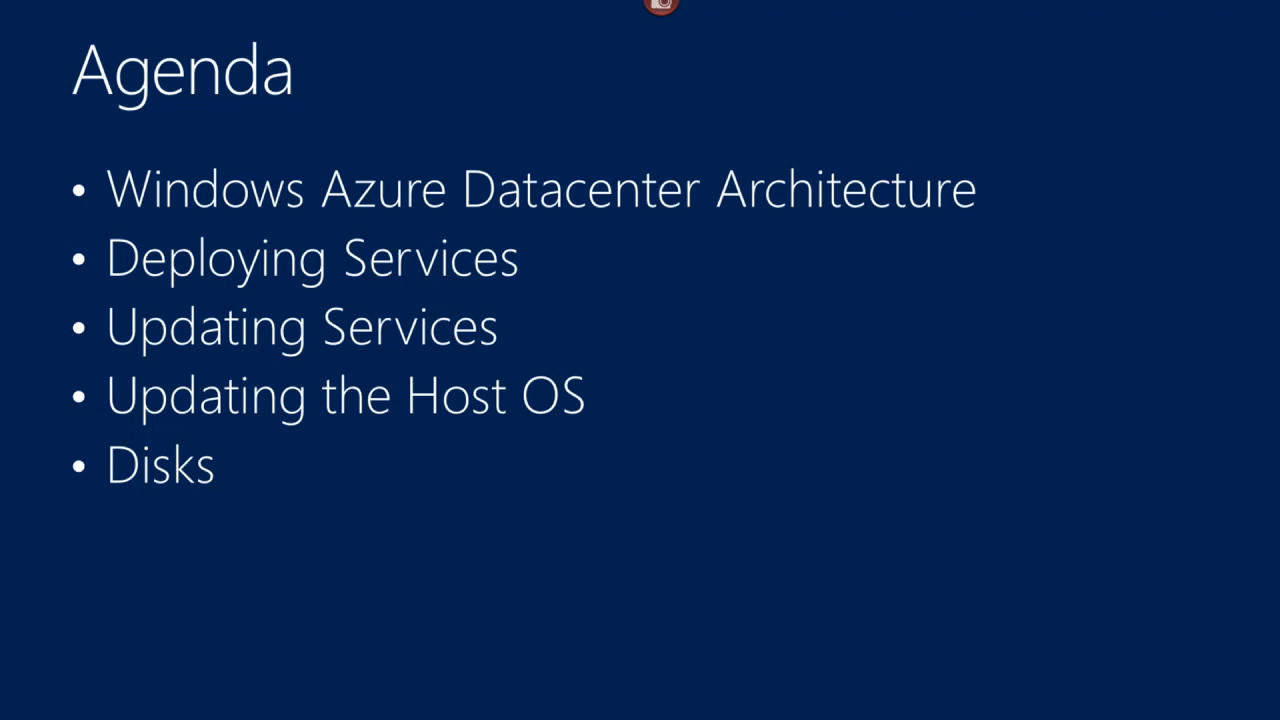 Agenda
• Windows Azure Datacenter Architecture
• Deploying Services
• Updating Services
• Updating the Host OS
• Disks